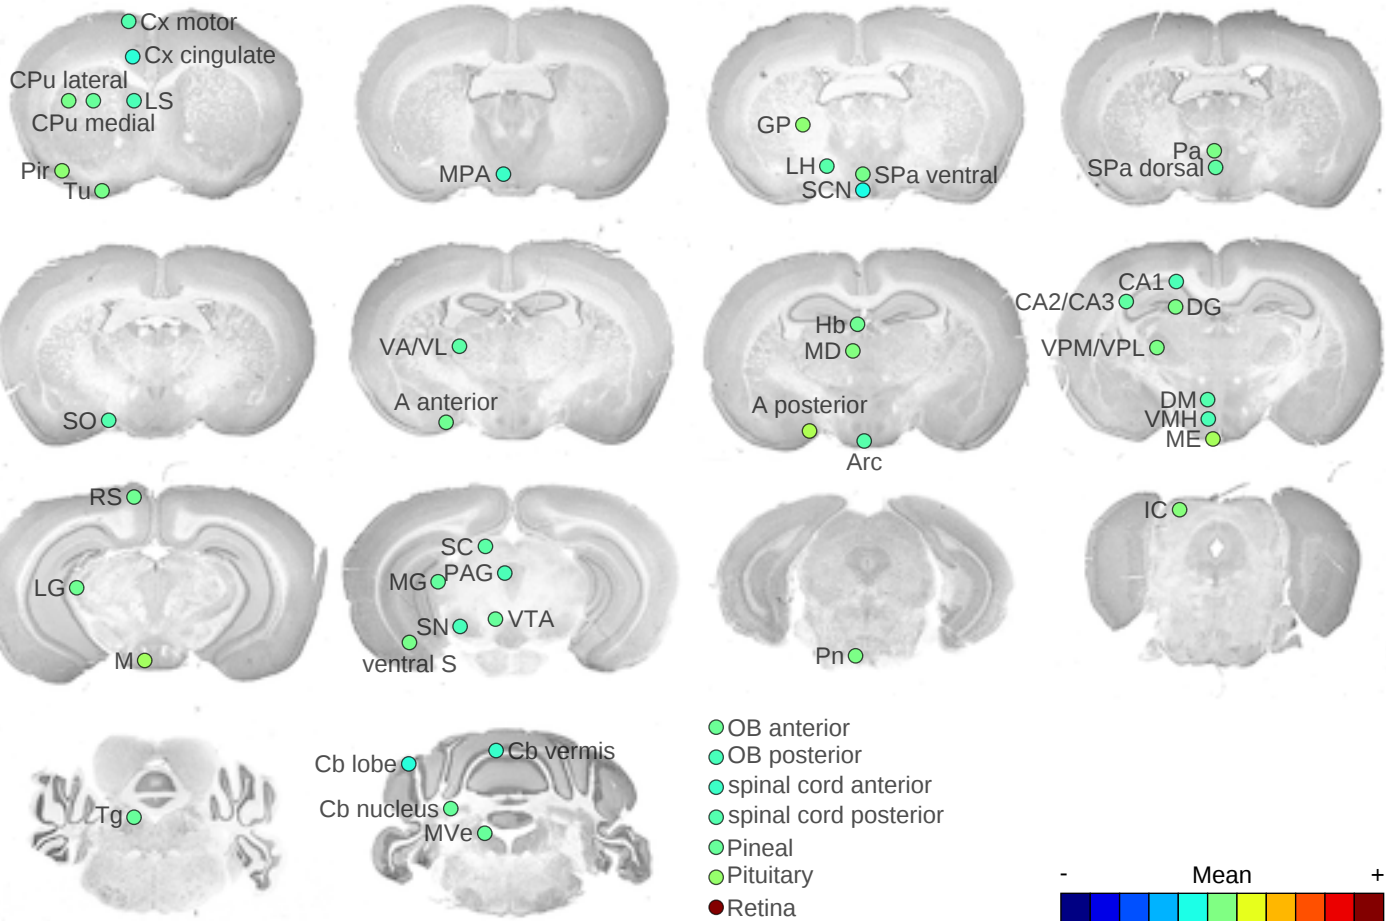 Cx motor
Cx cingulate
CPu lateral
LS
CPu medial
Pir
Tu
MPA
GP
LH
SPa ventral
SCN
Pa
SPa dorsal
SO
VA/VL
A anterior
Hb
MD
A posterior
Arc
CA1
CA2/CA3
DG
VPM/VPL
DM
VMH
ME
RS
LG
M
SC
PAG
MG
SN
VTA
ventral S
Pn
IC
Tg
Cb lobe
Cb vermis
Cb nucleus
MVe
OB anterior
OB posterior
spinal cord anterior
spinal cord posterior
Pineal
Pituitary
Retina
- Mean +